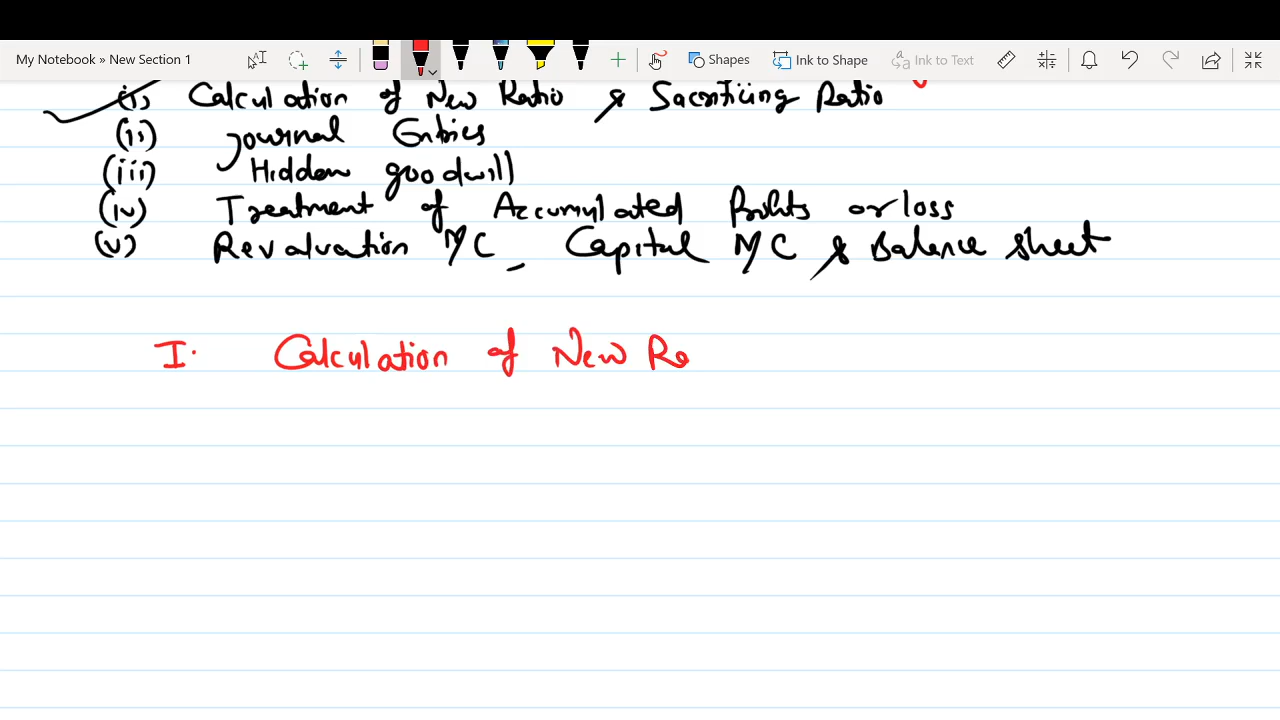 My Notebook » New Section 1
Shapes Ink to Shape Ink to Text
(i) Calculation of New Ratio & Sacrificing Ratio
(ii) Journal Entries
(iii) Hidden goodwill
(iv) Treatment of Accumulated Profits or loss
(v) Revaluation A/C, Capital A/C & Balance Sheet
I. Calculation of New Ra